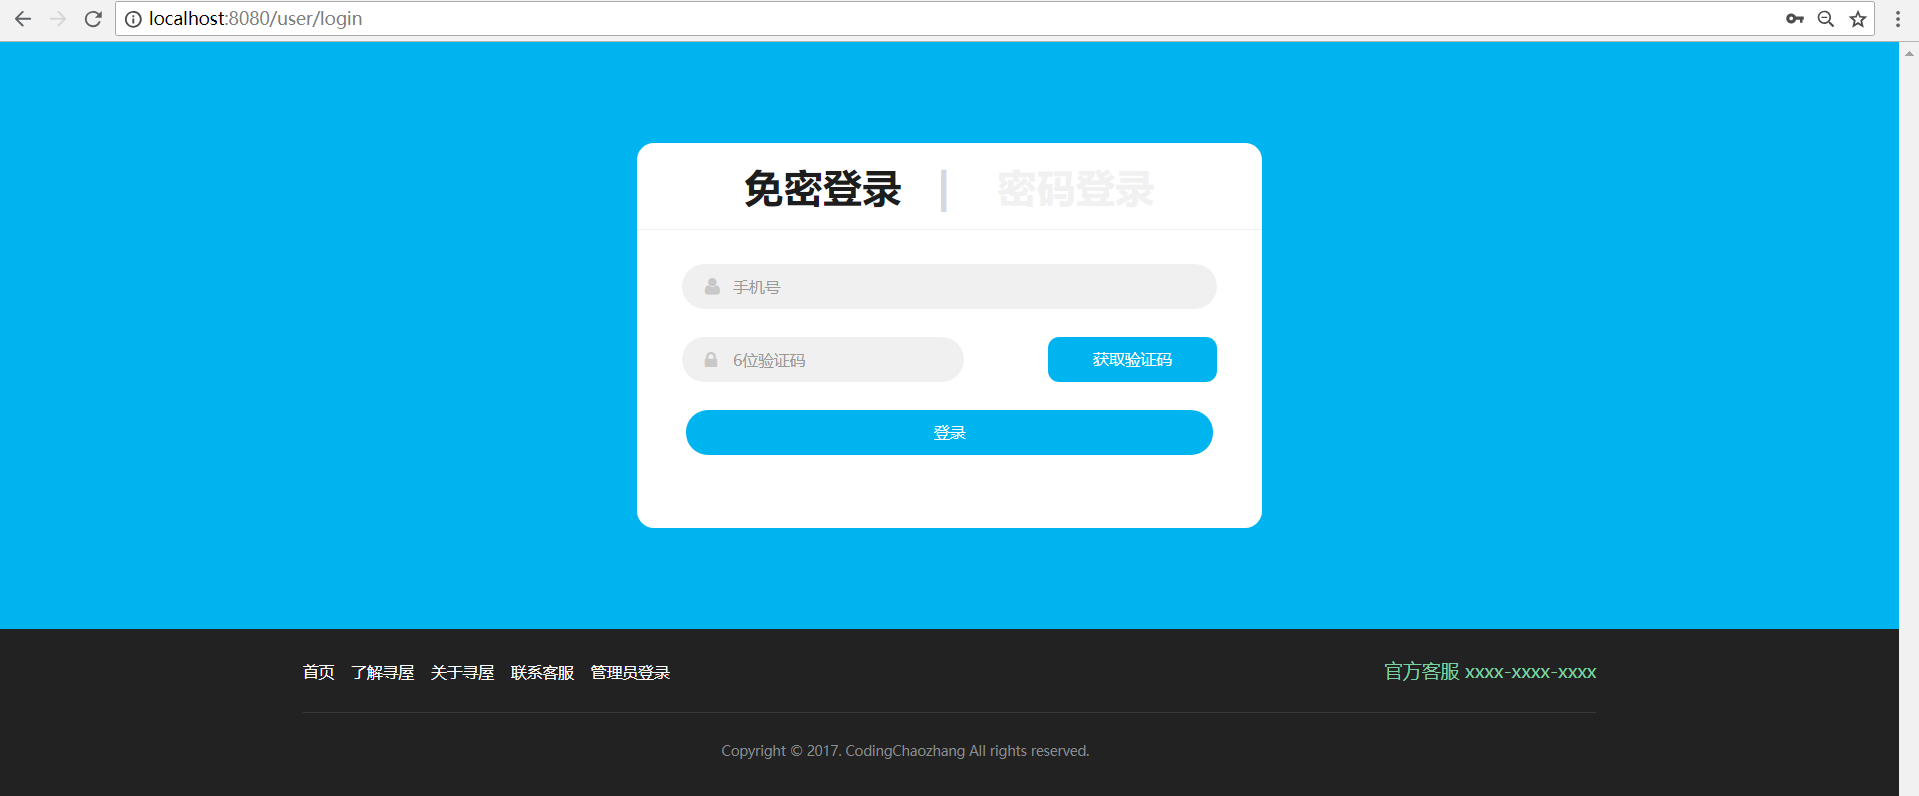 localhost:8080/user/login
免密登录 | 密码登录
手机号
6位验证码 获取验证码
登录
首页 了解寻屋 关于寻屋 联系客服 管理员登录 官方客服 xxxx-xxxx-xxxx
Copyright © 2017. CodingChaozhang All rights reserved.